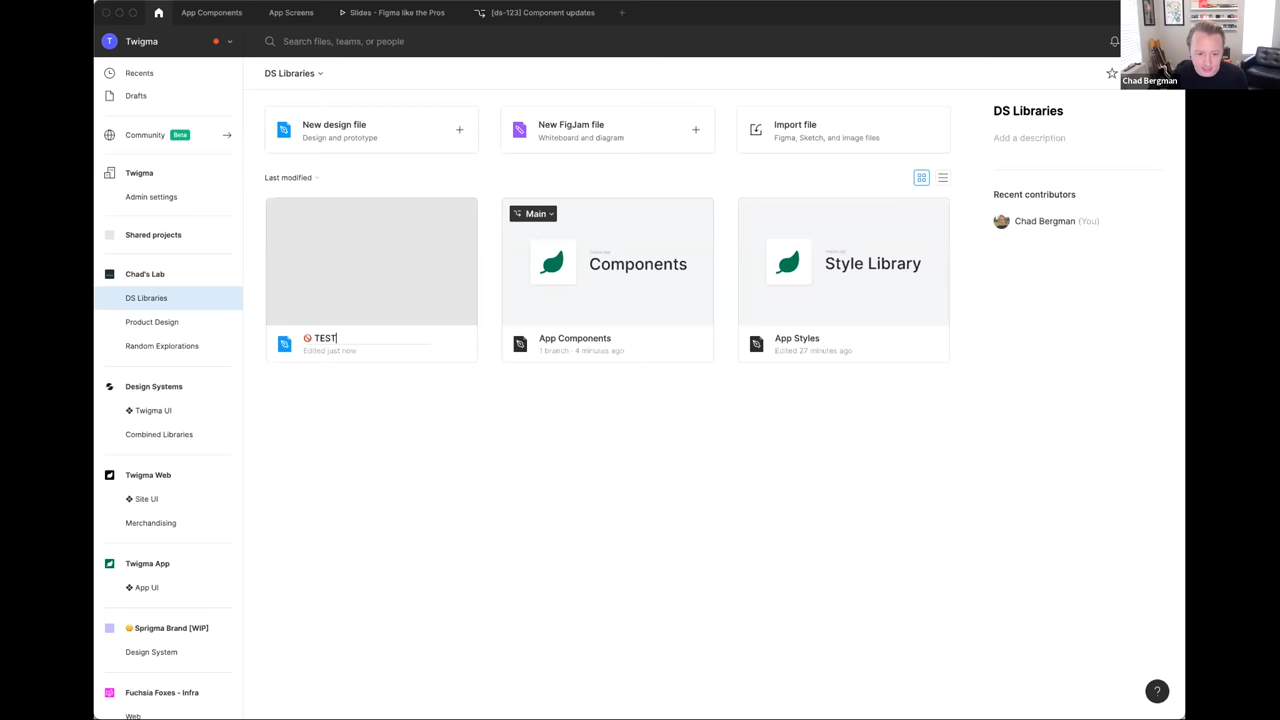 App Components
App Screens
Slides - Figma like the Pros
[ds-123] Component updates
T
Twigma
Search files, teams, or people
Chad Bergman
Recents
Drafts
Community
Beta
Twigma
Admin settings
Shared projects
Chad's Lab
DS Libraries
Product Design
Random Explorations
Design Systems
Twigma UI
Combined Libraries
Twigma Web
Site UI
Merchandising
Twigma App
App UI
Sprigma Brand [WIP]
Design System
Fuchsia Foxes - Infra
Web
DS Libraries
New design file
Design and prototype
New FigJam file
Whiteboard and diagram
Import file
Figma, Sketch, and image files
Last modified
TEST
Edited just now
Main
Components
App Components
1 branch · 4 minutes ago
Style Library
App Styles
Edited 27 minutes ago
DS Libraries
Add a description
Recent contributors
Chad Bergman (You)
?